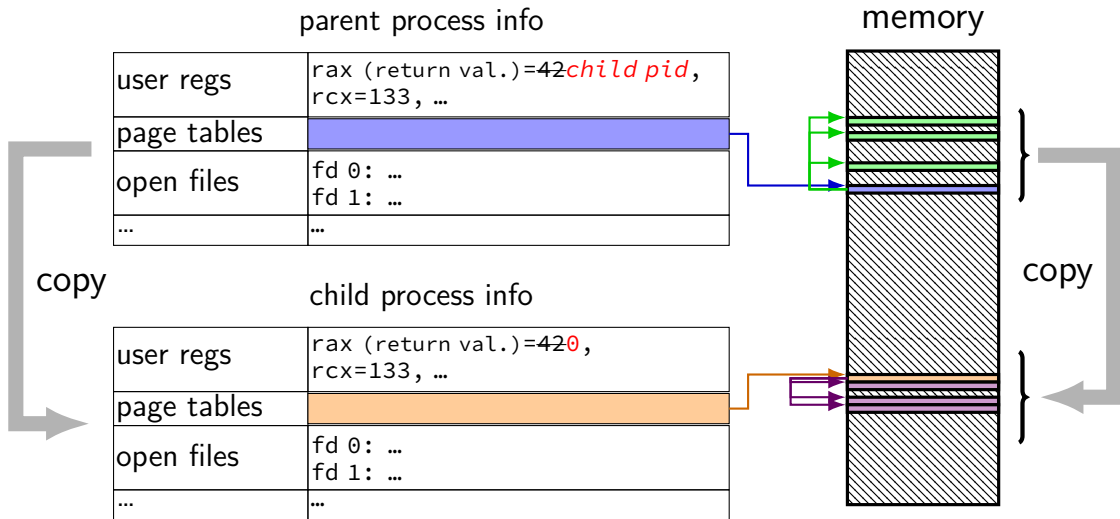 parent process info
memory
user regs
rax (return val.)=42child pid,
rcx=133, …
page tables
open files
fd 0: …
fd 1: …
…
…
copy
copy
child process info
user regs
rax (return val.)=420,
rcx=133, …
page tables
open files
fd 0: …
fd 1: …
…
…